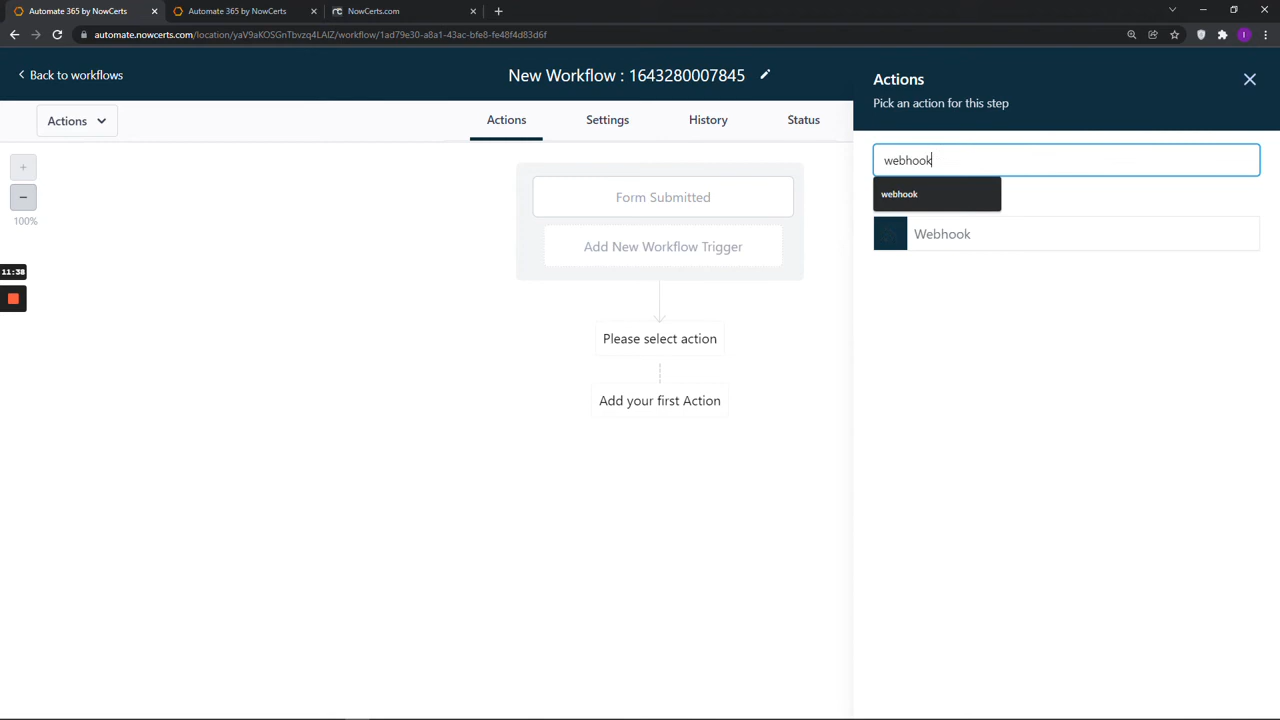 Automate 365 by NowCerts
Automate 365 by NowCerts
NowCerts.com
automate.nowcerts.com/location/yaV9aKOSGnTbvzq4LAIZ/workflow/1ad79e30-a8a1-43ac-bfe8-fe48f4d83d6f
I
Back to workflows
New Workflow : 1643280007845
Actions
Pick an action for this step
Actions
Actions
Settings
History
Status
webhook
webhook
Webhook
100%
Form Submitted
Add New Workflow Trigger
11:38
Please select action
Add your first Action